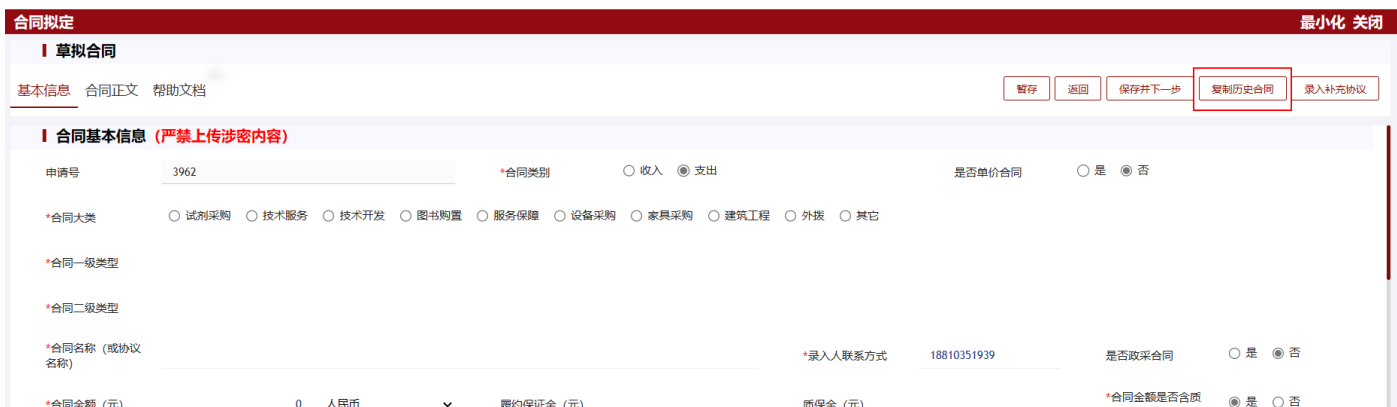 合同拟定 最小化 关闭
草拟合同
基本信息 合同正文 帮助文档 暂存 返回 保存并下一步 复制历史合同 录入补充协议
合同基本信息（严禁上传涉密内容）
申请号 3962 *合同类别 收入 支出 是否单价合同 是 否
*合同大类 试剂采购 技术服务 技术开发 图书购置 服务保障 设备采购 家具采购 建筑工程 外拨 其它
*合同一级类型
*合同二级类型
*合同名称（或协议
名称） *录入人联系方式 18810351939 是否政采合同 是 否
*合同金额（元） 0 人民币 履约保证金（元） 质保金（元） *合同金额是否含质 是 否